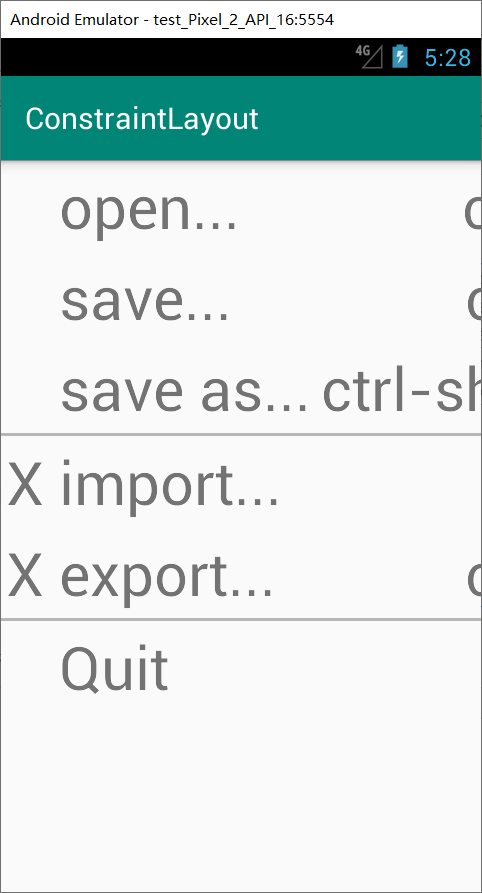 Android Emulator - test_Pixel_2_API_16:5554
4G 5:28
ConstraintLayout
open...
save...
save as... ctrl-sh
X import...
X export...
Quit